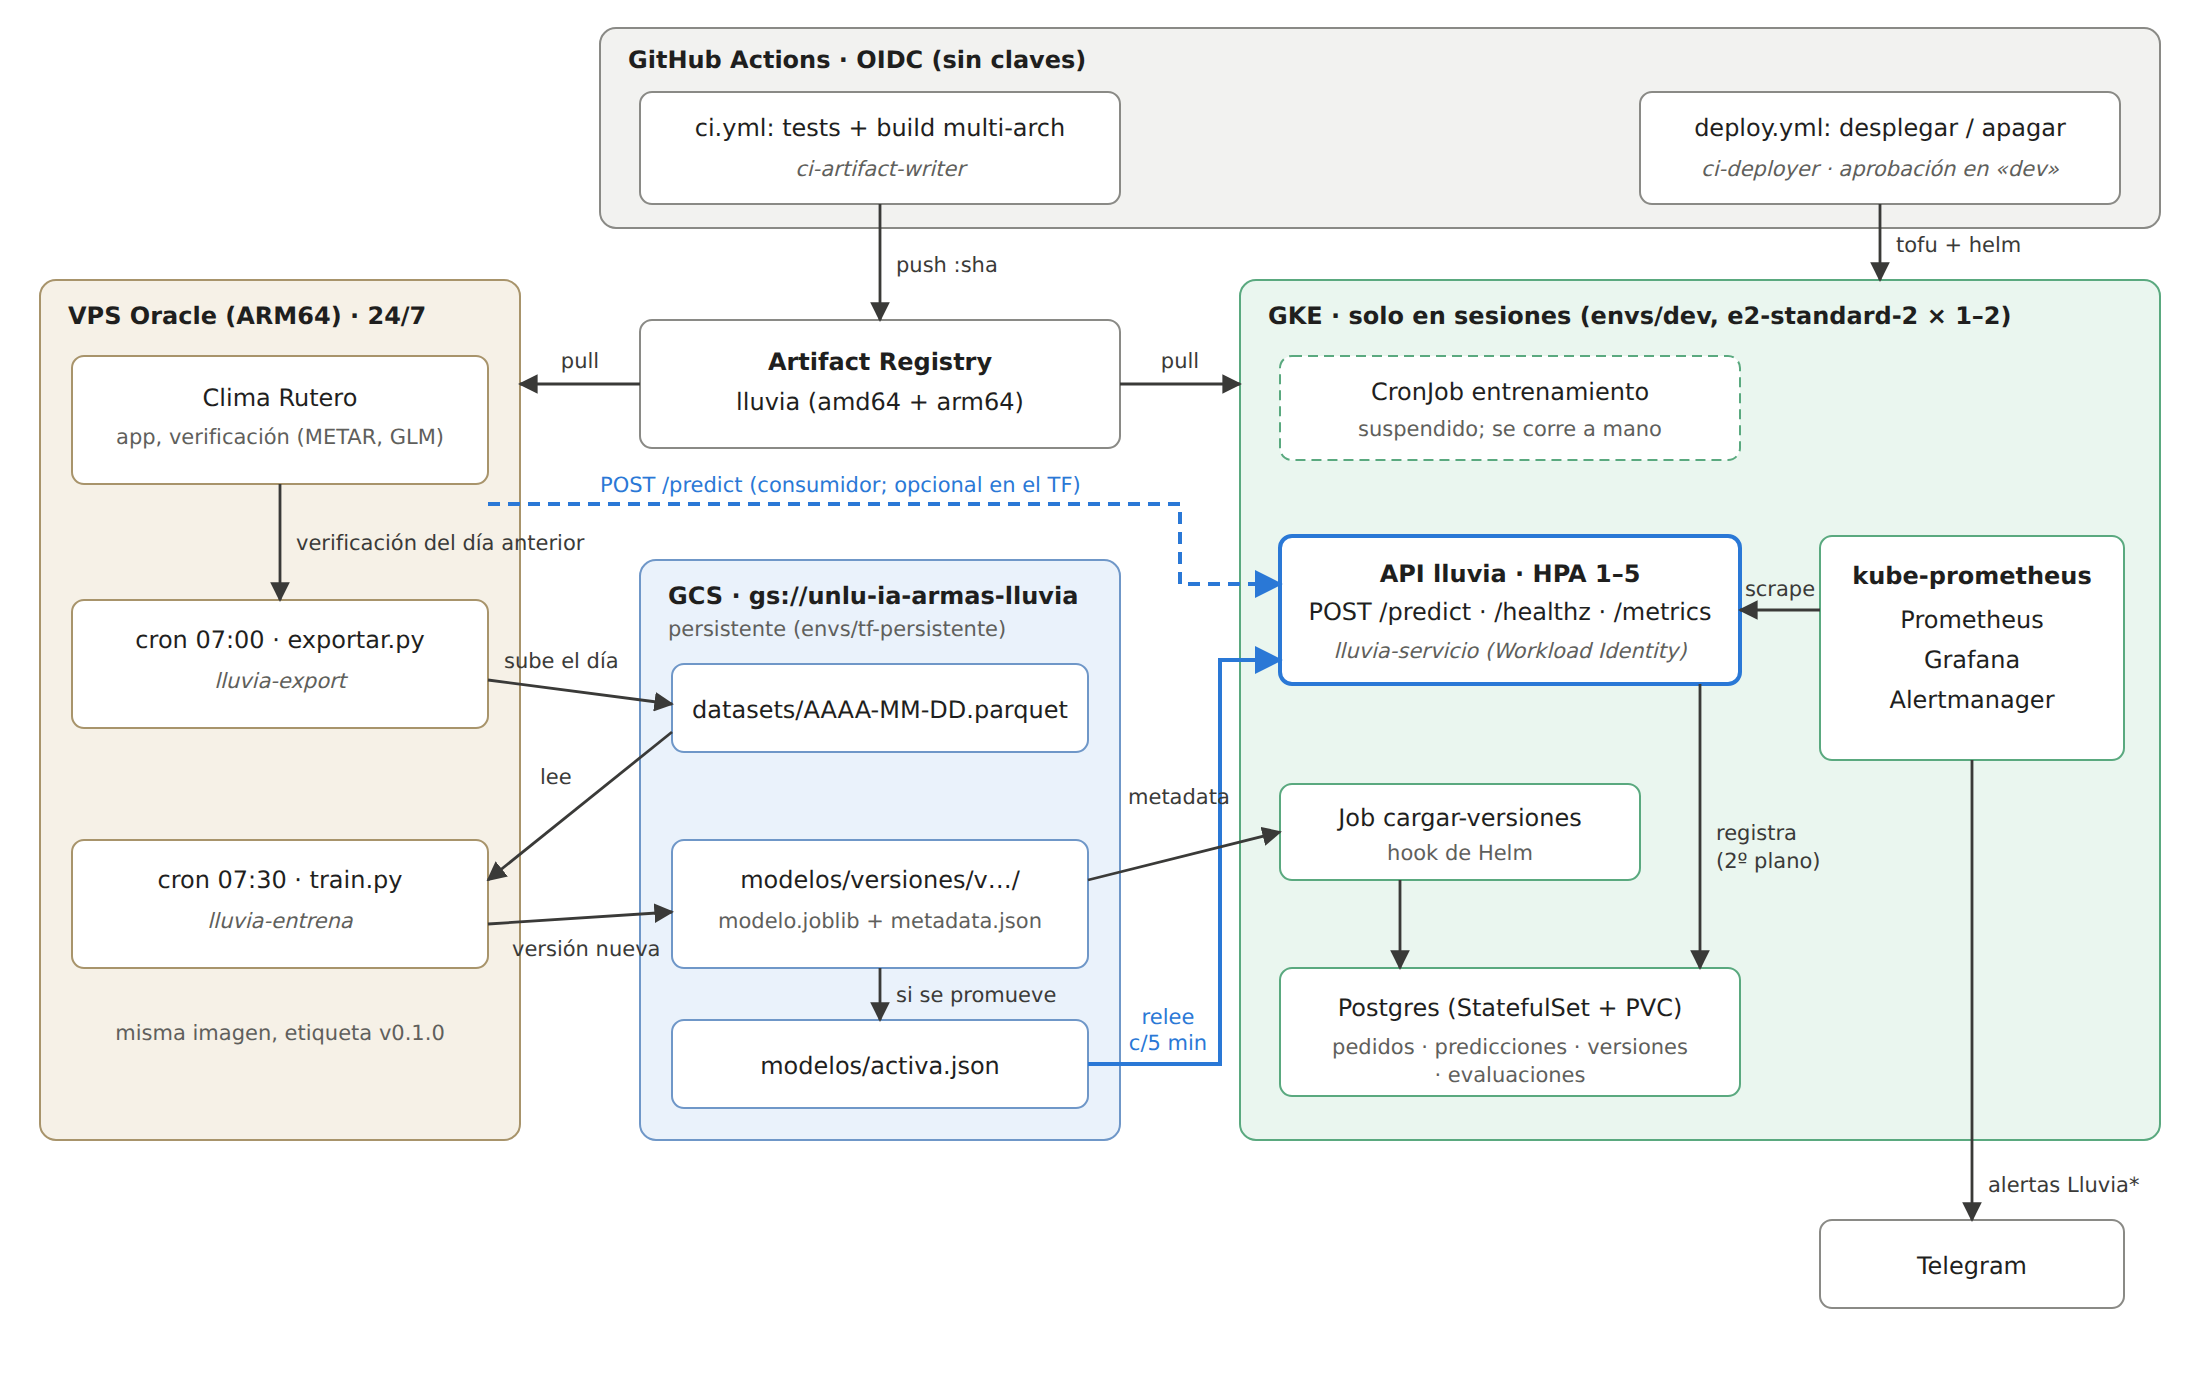 GitHub Actions · OIDC (sin claves)
ci.yml: tests + build multi-arch
ci-artifact-writer
deploy.yml: desplegar / apagar
ci-deployer · aprobación en «dev»
push :sha
tofu + helm
VPS Oracle (ARM64) · 24/7
Clima Rutero
app, verificación (METAR, GLM)
verificación del día anterior
cron 07:00 · exportar.py
lluvia-export
cron 07:30 · train.py
lluvia-entrena
misma imagen, etiqueta v0.1.0
pull
Artifact Registry
lluvia (amd64 + arm64)
pull
POST /predict (consumidor; opcional en el TF)
sube el día
lee
versión nueva
GCS · gs://unlu-ia-armas-lluvia
persistente (envs/tf-persistente)
datasets/AAAA-MM-DD.parquet
modelos/versiones/v…/
modelo.joblib + metadata.json
si se promueve
modelos/activa.json
metadata
relee
c/5 min
GKE · solo en sesiones (envs/dev, e2-standard-2 × 1–2)
CronJob entrenamiento
suspendido; se corre a mano
API lluvia · HPA 1–5
POST /predict · /healthz · /metrics
lluvia-servicio (Workload Identity)
scrape
kube-prometheus
Prometheus
Grafana
Alertmanager
Job cargar-versiones
hook de Helm
registra
(2º plano)
Postgres (StatefulSet + PVC)
pedidos · predicciones · versiones
· evaluaciones
alertas Lluvia*
Telegram